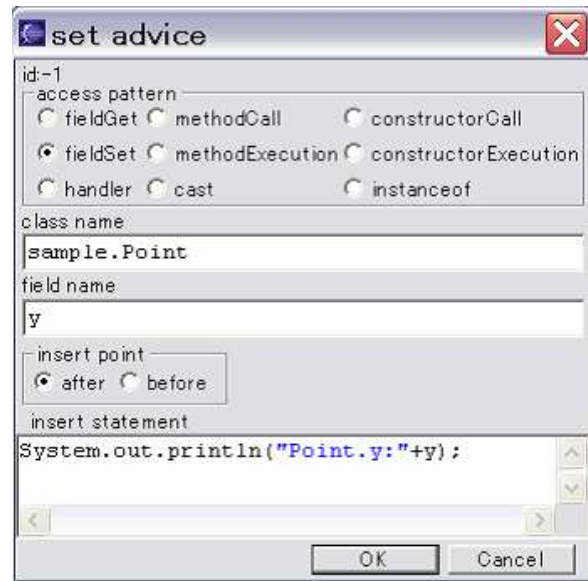 set advice
id:-1
access pattern
fieldGet methodCall constructorCall
fieldSet methodExecution constructorExecution
handler cast instanceof
class name
sample.Point
field name
y
insert point
after before
insert statement
System.out.println("Point.y:"+y);
OK Cancel